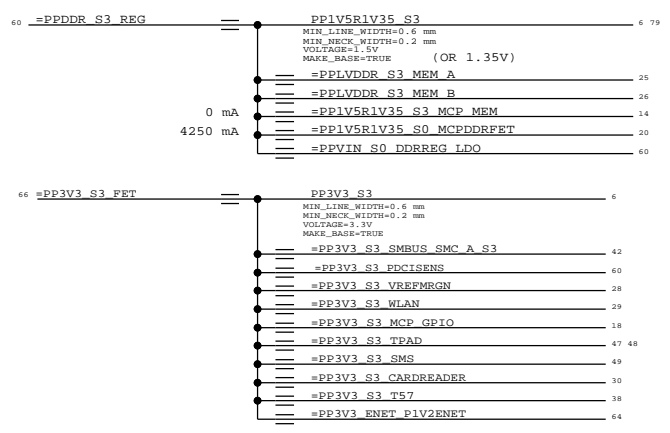 60 =PPDDR_S3_REG PP1V5R1V35_S3 6 79
MIN_LINE_WIDTH=0.6 mm
MIN_NECK_WIDTH=0.2 mm
VOLTAGE=1.5V
MAKE_BASE=TRUE (OR 1.35V)
=PPLVDDR_S3_MEM_A 25
=PPLVDDR_S3_MEM_B 26
0 mA =PP1V5R1V35_S3_MCP_MEM 14
4250 mA =PP1V5R1V35_S0_MCPDDRFET 20
=PPVIN_S0_DDRREG_LDO 60
66 =PP3V3_S3_FET PP3V3_S3 6
MIN_LINE_WIDTH=0.6 mm
MIN_NECK_WIDTH=0.2 mm
VOLTAGE=3.3V
MAKE_BASE=TRUE
=PP3V3_S3_SMBUS_SMC_A_S3 42
=PP3V3_S3_PDCISENS 60
=PP3V3_S3_VREFMRGN 28
=PP3V3_S3_WLAN 29
=PP3V3_S3_MCP_GPIO 18
=PP3V3_S3_TPAD 47 48
=PP3V3_S3_SMS 49
=PP3V3_S3_CARDREADER 30
=PP3V3_S3_T57 38
=PP3V3_ENET_P1V2ENET 64